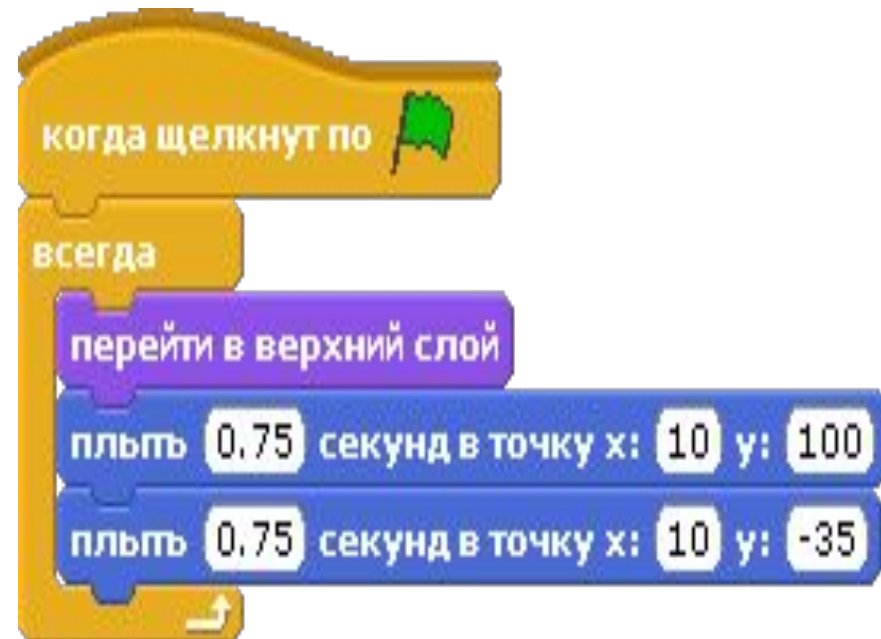 когда щелкнут по
всегда
перейти в верхний слой
плыть 0.75 секунд в точку x: 10 y: 100
плыть 0.75 секунд в точку x: 10 y: -35